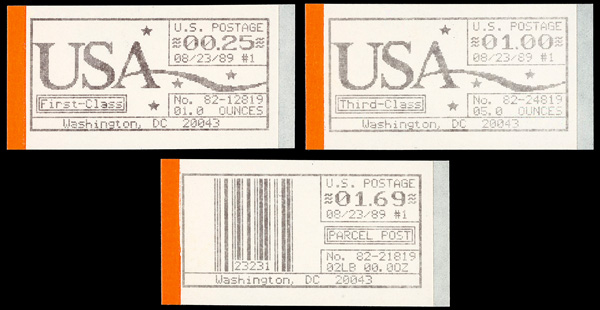 U.S. POSTAGE
USA
00.25
08/23/89 #1
First-Class
No. 82-12819
01.0 OUNCES
Washington, DC 20043
U.S. POSTAGE
USA
01.00
08/23/89 #1
Third-Class
No. 82-24819
05.0 OUNCES
Washington, DC 20043
U.S. POSTAGE
01.69
08/23/89 #1
PARCEL POST
23231
No. 82-21819
02LB 00.0OZ
Washington, DC 20043